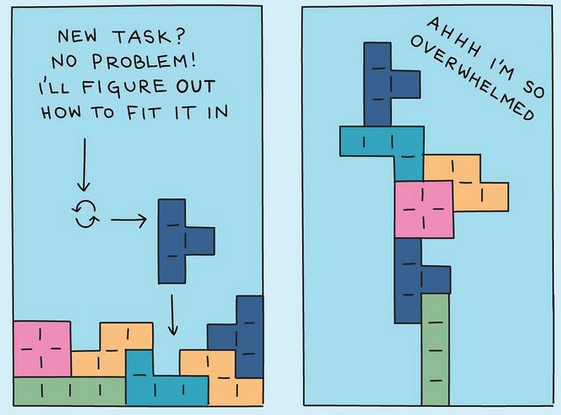 NEW TASK?
NO PROBLEM!
I'LL FIGURE OUT
HOW TO FIT IT IN
AHHH I'M SO
OVERWHELMED